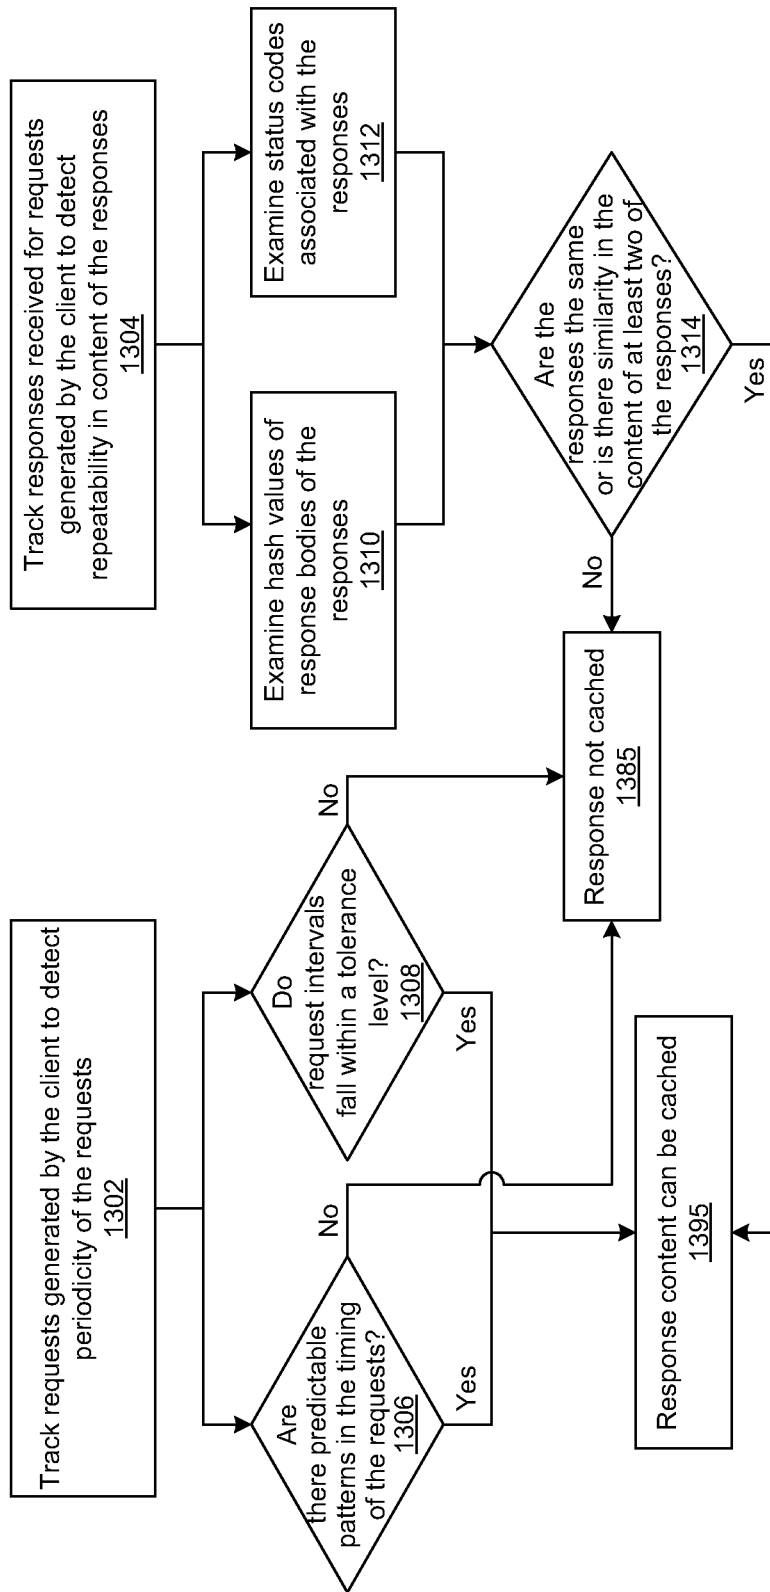 Track requests generated by the client to detect
periodicity of the requests
1302
Are
there predictable
patterns in the timing
of the requests?
1306
No
Yes
Do
request intervals
fall within a tolerance
level?
1308
No
Yes
Track responses received for requests
generated by the client to detect
repeatability in content of the responses
1304
Examine hash values of
response bodies of the
responses
1310
Examine status codes
associated with the
responses
1312
Are the
responses the same
or is there similarity in the
content of at least two of
the responses?
1314
No
Yes
Response not cached
1385
Response content can be cached
1395